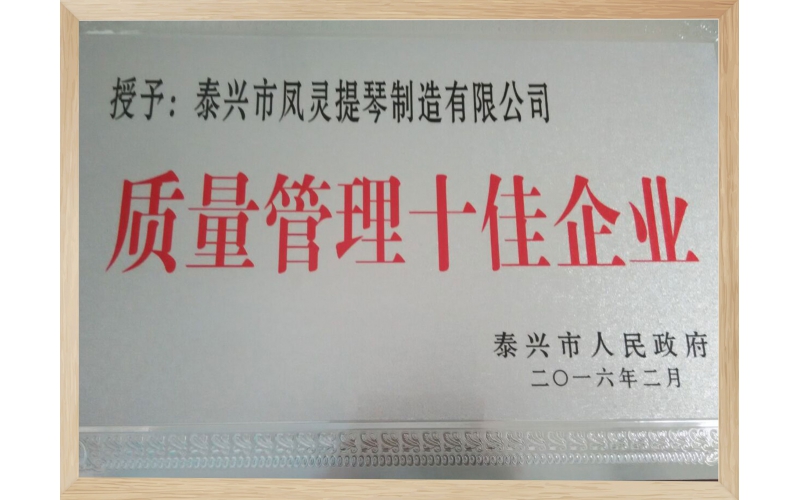 授予：泰兴市凤灵提琴制造有限公司
质量管理十佳企业
泰兴市人民政府
二〇一六年二月